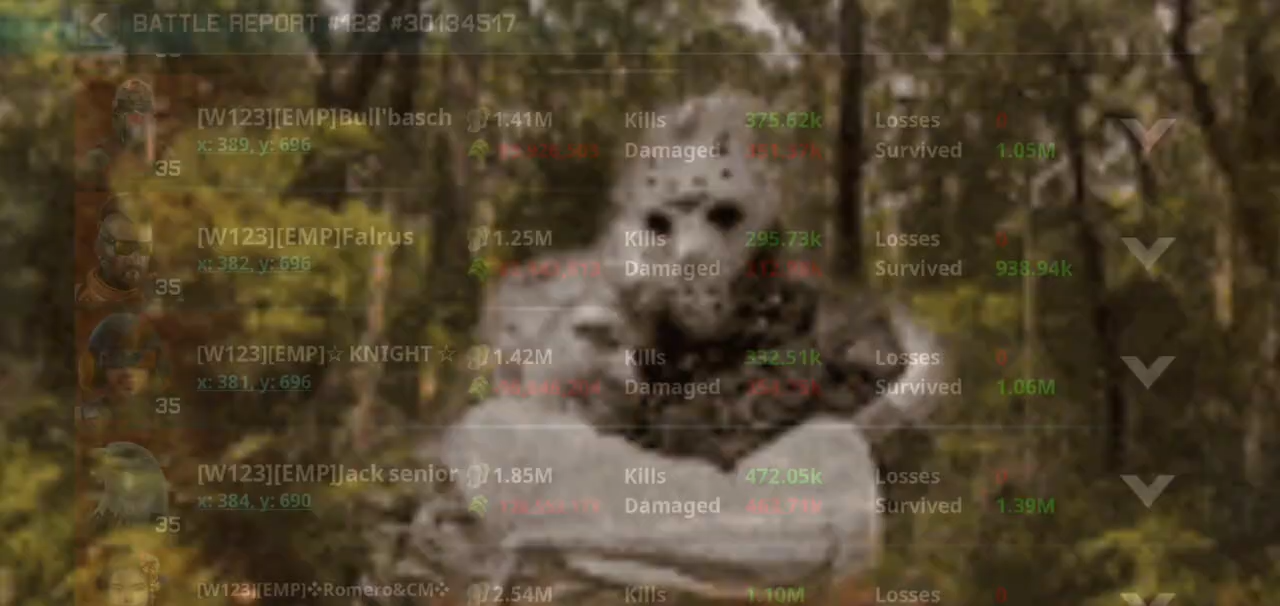 BATTLE REPORT #123 #30134517
[W123][EMP]Bull'basch 1.41M Kills 375.62k Losses 0
x: 389, y: 696 Damaged Survived 1.05M
35
[W123][EMP]Falrus 1.25M Kills 295.73k Losses 0
x: 382, y: 696 Damaged Survived 938.94k
35
[W123][EMP]☆ KNIGHT ☆ 1.42M Kills 332.51k Losses 0
x: 381, y: 696 Damaged Survived 1.06M
35
[W123][EMP]Jack senior 1.85M Kills 472.05k Losses 0
x: 384, y: 690 Damaged 462.71k Survived 1.39M
35
[W123][EMP]❖Romero&CM❖ 2.54M Kills 1.10M Losses 0